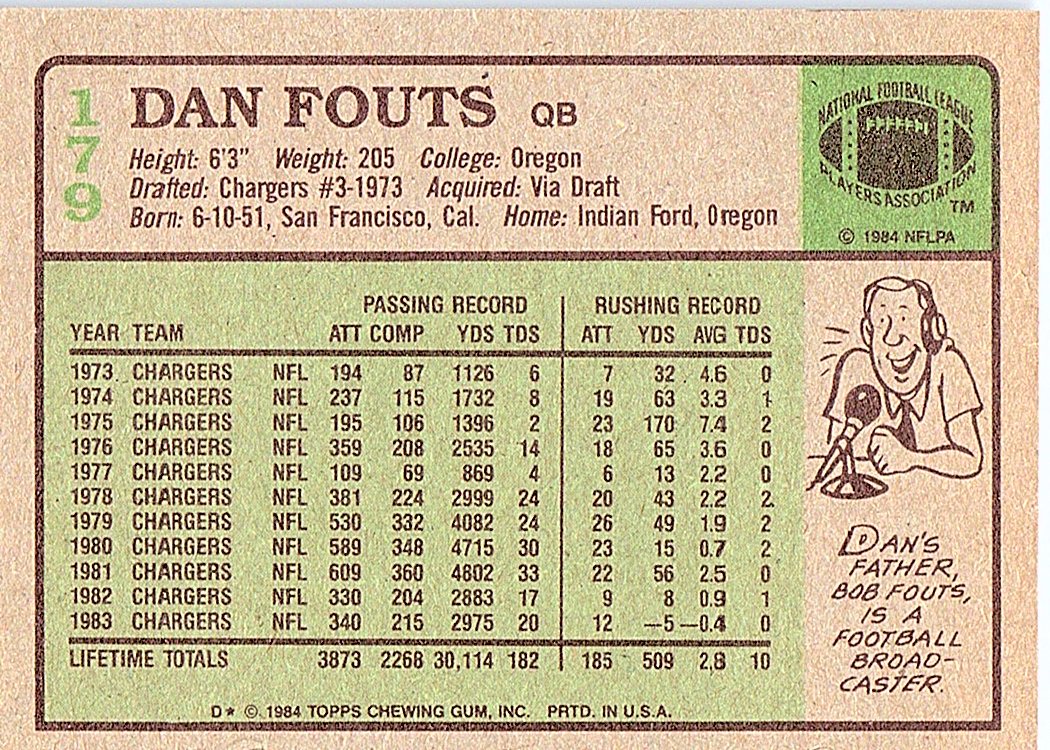 179
DAN FOUTS QB
Height: 6'3" Weight: 205 College: Oregon
Drafted: Chargers #3-1973 Acquired: Via Draft
Born: 6-10-51, San Francisco, Cal. Home: Indian Ford, Oregon
NATIONAL FOOTBALL LEAGUE
PLAYERS ASSOCIATION
TM
© 1984 NFLPA
PASSING RECORD RUSHING RECORD
YEAR TEAM ATT COMP YDS TDS ATT YDS AVG TDS
1973 CHARGERS NFL 194 87 1126 6 7 32 4.6 0
1974 CHARGERS NFL 237 115 1732 8 19 63 3.3 1
1975 CHARGERS NFL 195 106 1396 2 23 170 7.4 2
1976 CHARGERS NFL 359 208 2535 14 18 65 3.6 0
1977 CHARGERS NFL 109 69 869 4 6 13 2.2 0
1978 CHARGERS NFL 381 224 2999 24 20 43 2.2 2
1979 CHARGERS NFL 530 332 4082 24 26 49 1.9 2
1980 CHARGERS NFL 589 348 4715 30 23 15 0.7 2
1981 CHARGERS NFL 609 360 4802 33 22 56 2.5 0
1982 CHARGERS NFL 330 204 2883 17 9 8 0.9 1
1983 CHARGERS NFL 340 215 2975 20 12 —5 —0.4 0
LIFETIME TOTALS 3873 2268 30,114 182 185 509 2.8 10
DAN'S
FATHER,
BOB FOUTS,
IS A
FOOTBALL
BROAD-
CASTER.
D★ © 1984 TOPPS CHEWING GUM, INC. PRTD. IN U.S.A.